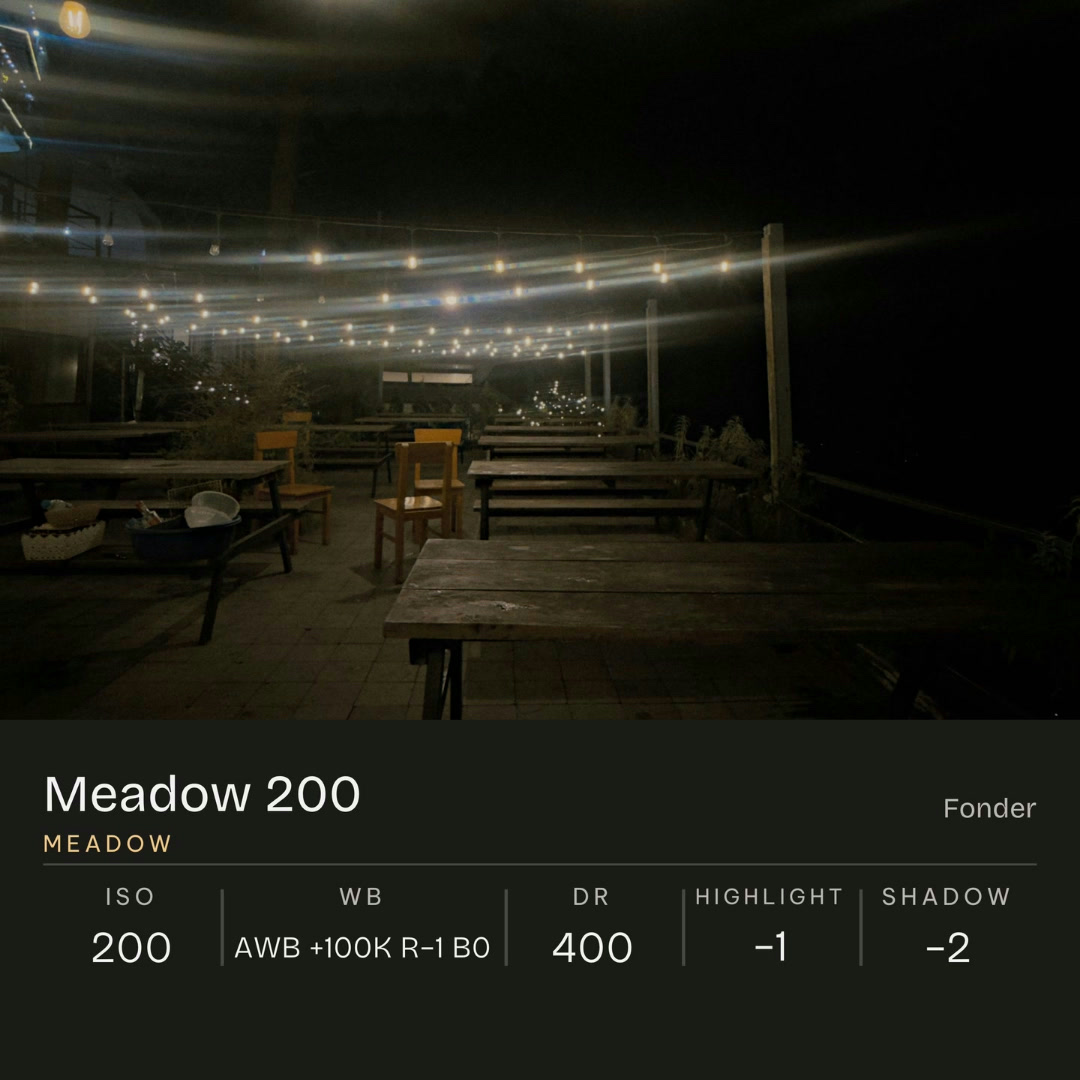 Meadow 200
Fonder
MEADOW
ISO WB DR HIGHLIGHT SHADOW
200 AWB +100K R−1 B0 400 −1 −2